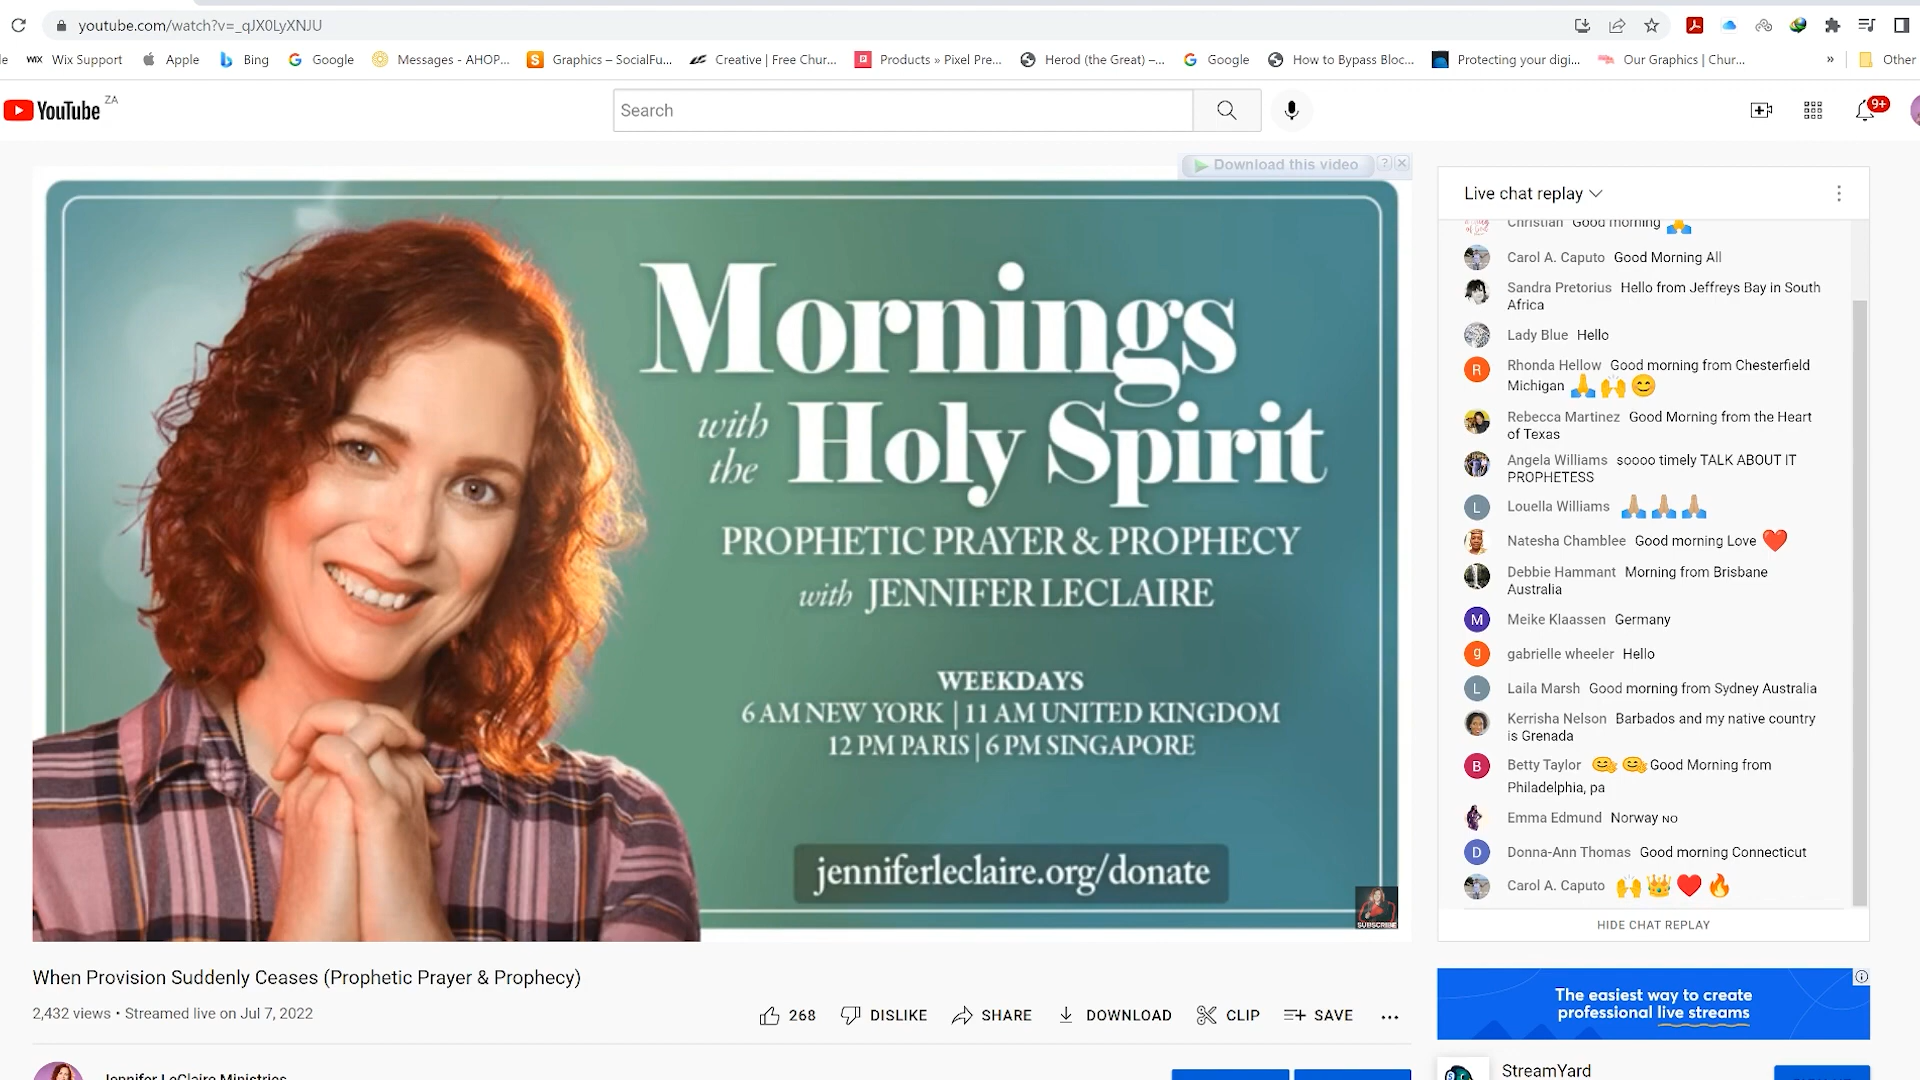 youtube.com/watch?v=_qJX0LyXNJU
Wix Support
Apple
Bing
Google
Messages - AHOP...
Graphics – SocialFu...
Creative | Free Chur...
Products » Pixel Pre...
Herod (the Great) –...
Google
How to Bypass Bloc...
Protecting your digi...
Our Graphics | Chur...
»
Other
YouTube ZA
Search
9+
Download this video ? X
Mornings
with the Holy Spirit
PROPHETIC PRAYER & PROPHECY
with JENNIFER LECLAIRE
WEEKDAYS
6 AM NEW YORK | 11 AM UNITED KINGDOM
12 PM PARIS | 6 PM SINGAPORE
jenniferleclaire.org/donate
SUBSCRIBE
When Provision Suddenly Ceases (Prophetic Prayer & Prophecy)
2,432 views • Streamed live on Jul 7, 2022
268
DISLIKE
SHARE
DOWNLOAD
CLIP
SAVE
...
Jennifer LeClaire Ministries
Live chat replay
Christian Good morning 🙏
Carol A. Caputo Good Morning All
Sandra Pretorius Hello from Jeffreys Bay in South
Africa
Lady Blue Hello
R Rhonda Hellow Good morning from Chesterfield
Michigan 🙏 🙌 😊
Rebecca Martinez Good Morning from the Heart
of Texas
Angela Williams soooo timely TALK ABOUT IT
PROPHETESS
L Louella Williams 🙏🏼 🙏🏼 🙏🏼
Natesha Chamblee Good morning Love ❤️
Debbie Hammant Morning from Brisbane
Australia
M Meike Klaassen Germany
g gabrielle wheeler Hello
L Laila Marsh Good morning from Sydney Australia
Kerrisha Nelson Barbados and my native country
is Grenada
B Betty Taylor 🤗 🤗 Good Morning from
Philadelphia, pa
Emma Edmund Norway NO
D Donna-Ann Thomas Good morning Connecticut
Carol A. Caputo 🙌 👑 ❤️ 🔥
HIDE CHAT REPLAY
The easiest way to create
professional live streams
StreamYard